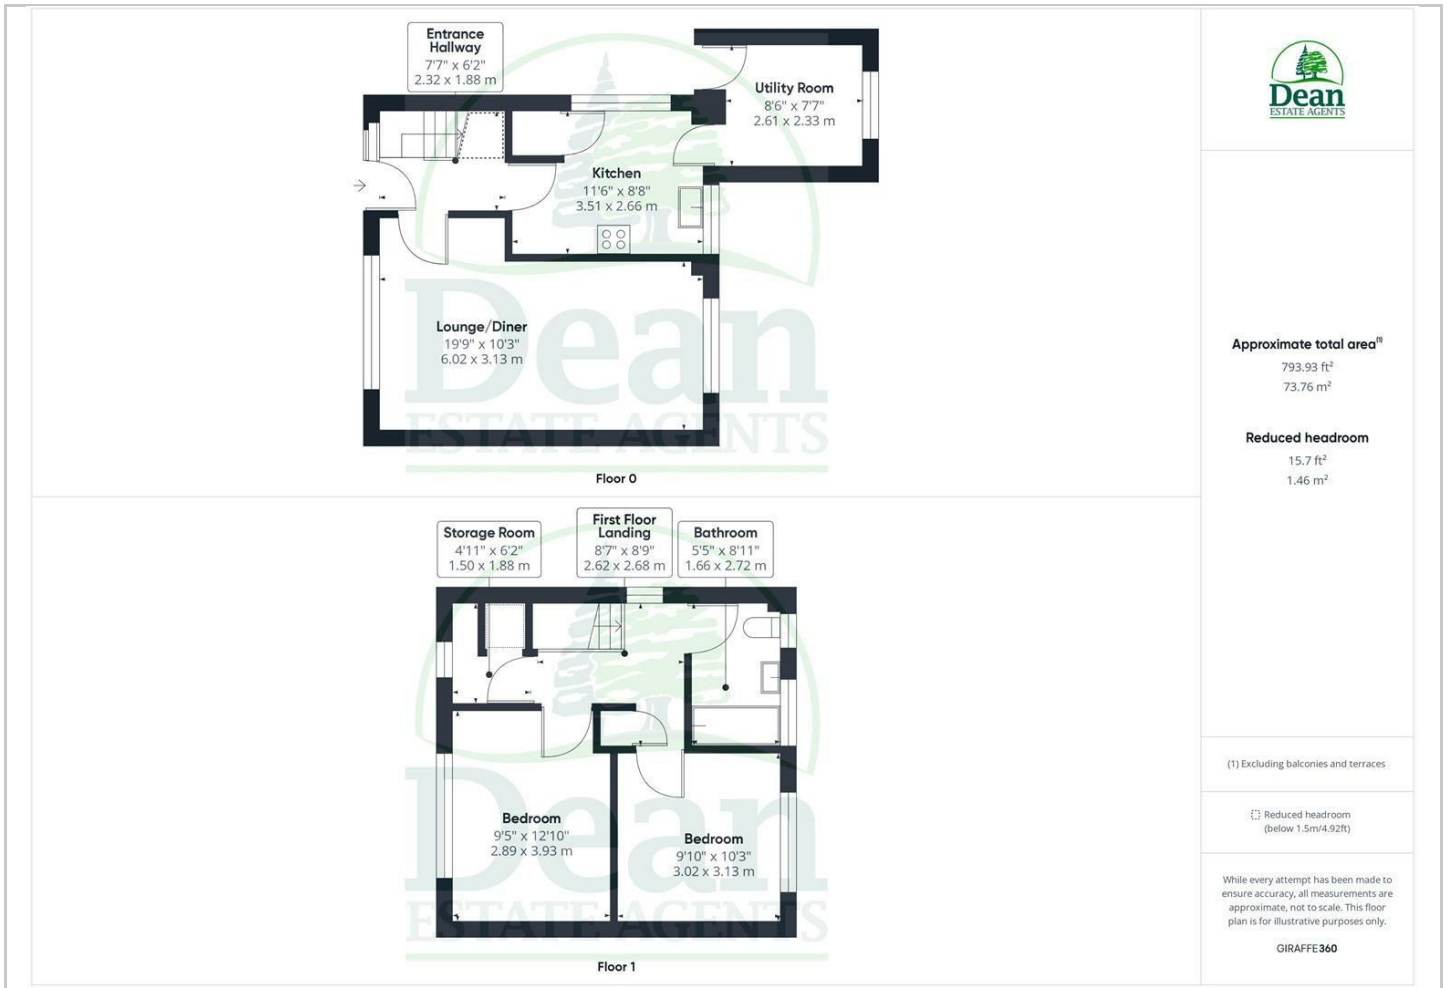 Entrance
Hallway
7'7" x 6'2"
2.32 x 1.88 m
Utility Room
8'6" x 7'7"
2.61 x 2.33 m
Kitchen
11'6" x 8'8"
3.51 x 2.66 m
Lounge/Diner
19'9" x 10'3"
6.02 x 3.13 m
Dean
ESTATE AGENTS
Floor 0
Storage Room
4'11" x 6'2"
1.50 x 1.88 m
First Floor
Landing
8'7" x 8'9"
2.62 x 2.68 m
Bathroom
5'5" x 8'11"
1.66 x 2.72 m
Bedroom
9'5" x 12'10"
2.89 x 3.93 m
Bedroom
9'10" x 10'3"
3.02 x 3.13 m
Dean
ESTATE AGENTS
Floor 1
Dean
ESTATE AGENTS
Approximate total area(1)
793.93 ft²
73.76 m²
Reduced headroom
15.7 ft²
1.46 m²
(1) Excluding balconies and terraces
Reduced headroom
(below 1.5m/4.92ft)
While every attempt has been made to
ensure accuracy, all measurements are
approximate, not to scale. This floor
plan is for illustrative purposes only.
GIRAFFE360